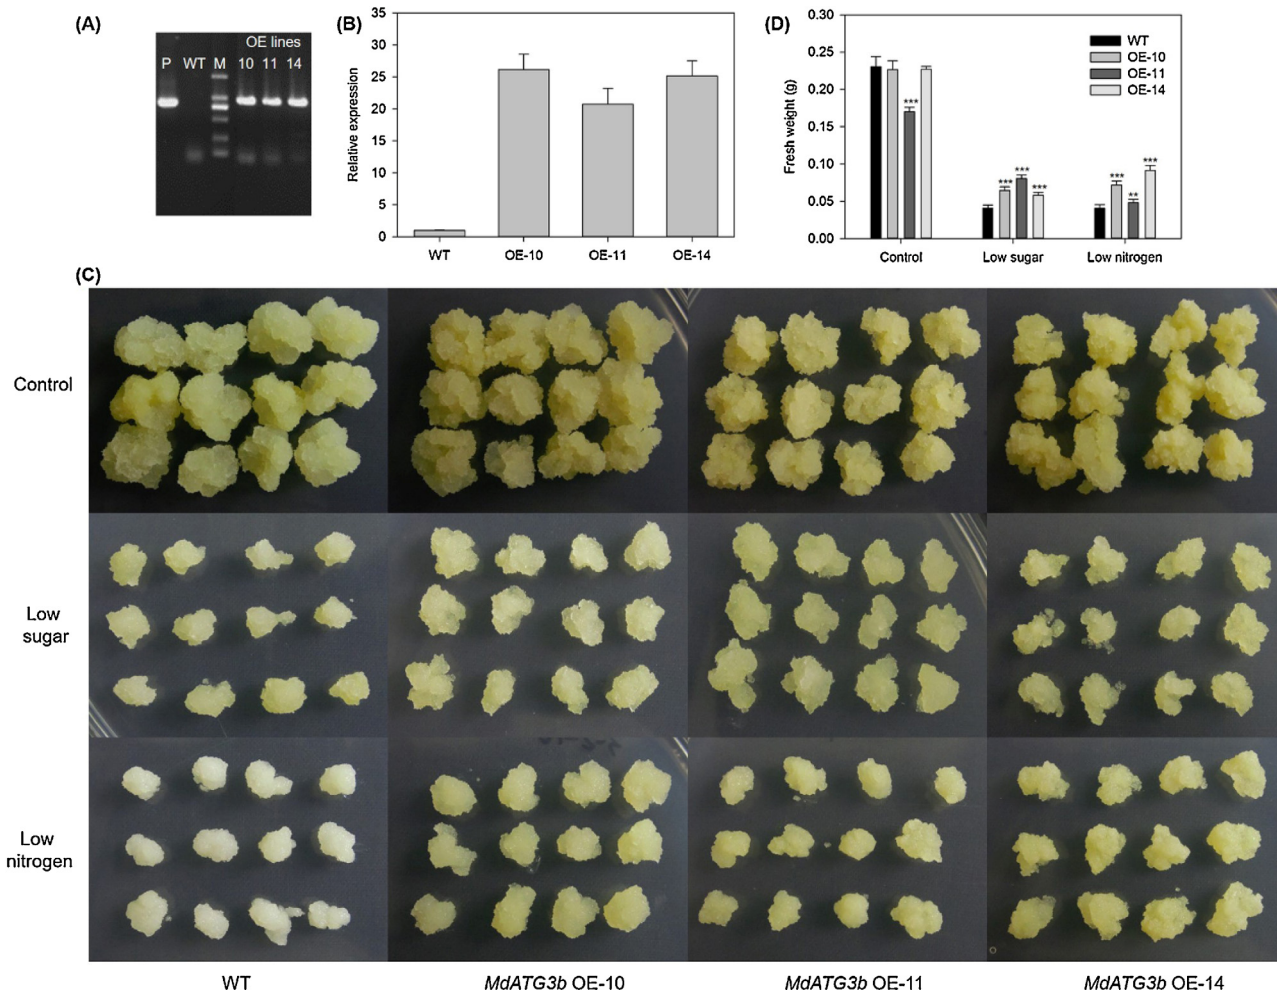 (A)
OE lines
P WT M 10 11 14
(B)
Relative expression
35
30
25
20
15
10
5
0
WT OE-10 OE-11 OE-14
(D)
Fresh weight (g)
0.30
0.25
0.20
0.15
0.10
0.05
0.00
WT
OE-10
OE-11
OE-14
***
*** *** ***
*** ** ***
Control Low sugar Low nitrogen
(C)
Control
Low
sugar
Low
nitrogen
WT MdATG3b OE-10 MdATG3b OE-11 MdATG3b OE-14